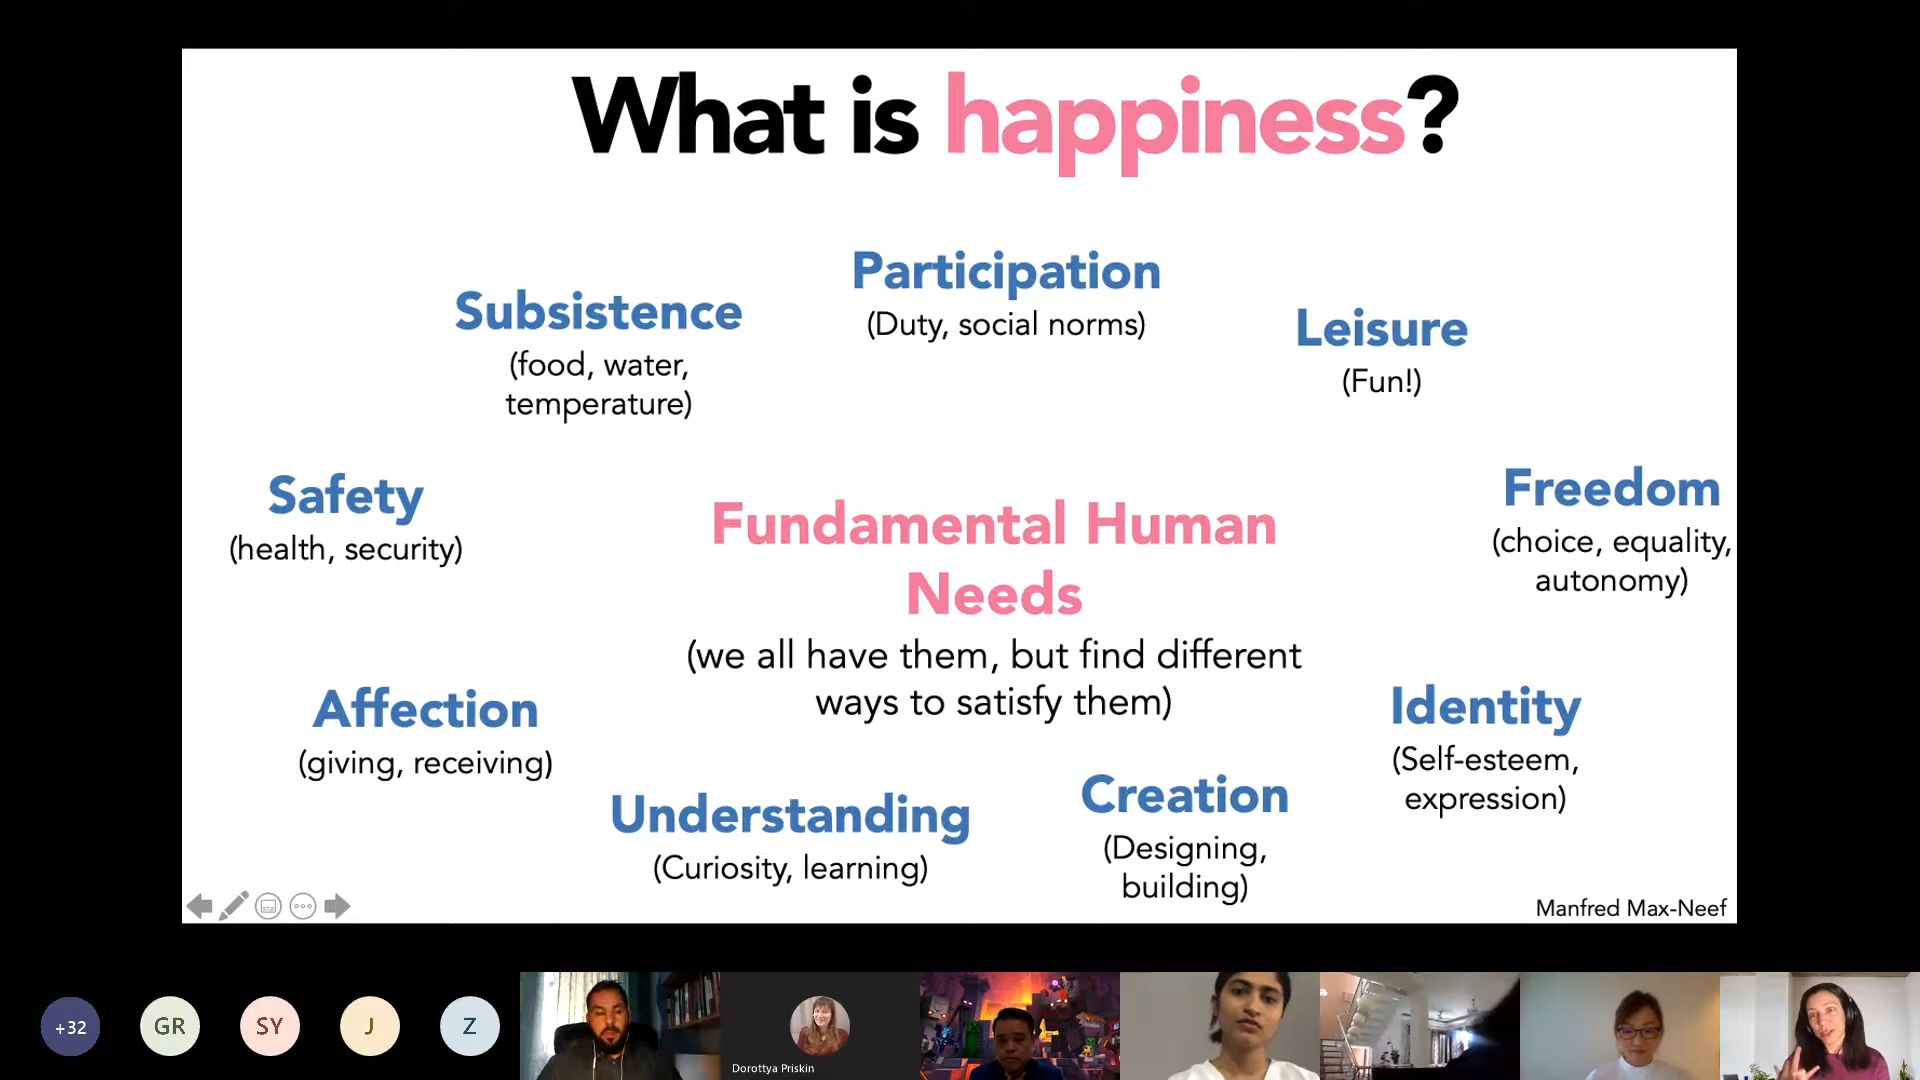 What is happiness?
Participation
(Duty, social norms)
Subsistence
(food, water,
temperature)
Leisure
(Fun!)
Safety
(health, security)
Freedom
(choice, equality,
autonomy)
Fundamental Human
Needs
(we all have them, but find different
ways to satisfy them)
Affection
(giving, receiving)
Identity
(Self-esteem,
expression)
Understanding
(Curiosity, learning)
Creation
(Designing,
building)
Manfred Max-Neef
+32
GR
SY
J
Z
Dorottya Priskin